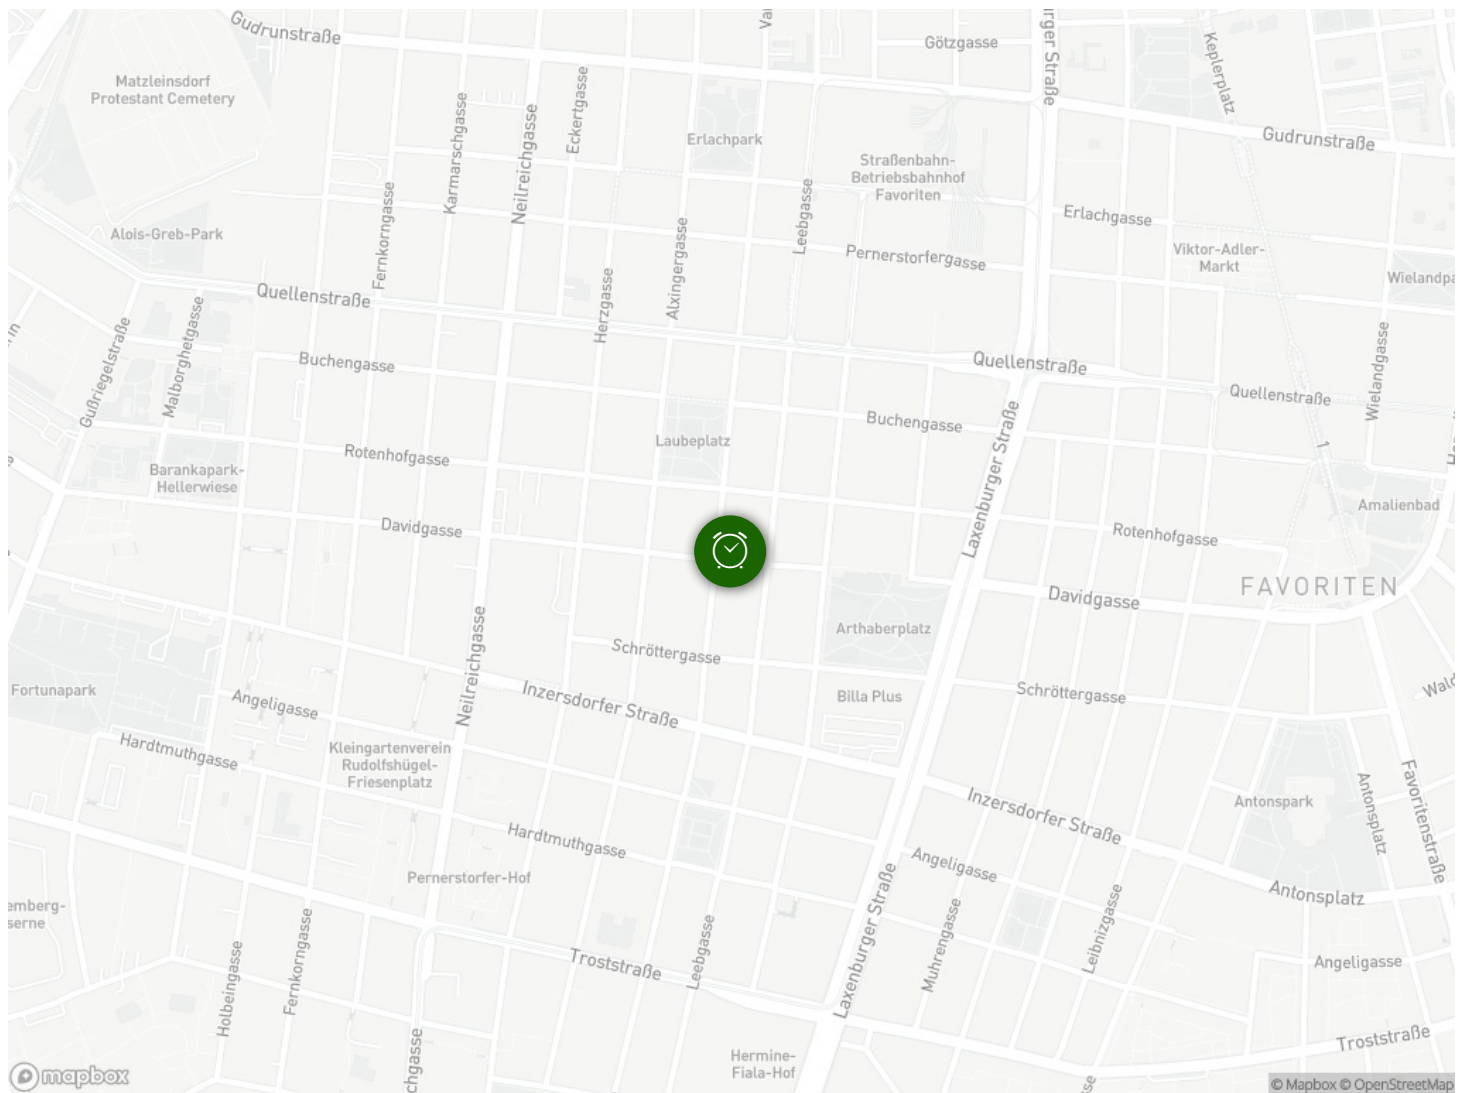 Gudrunstraße
Götzgasse
Keplerplatz
Matzleinsdorf
Protestant Cemetery
Karmarschgasse
Neilreichgasse
Eckertgasse
Erlachpark
Gudrunstraße
Straßenbahn-
Betriebsbahnhof
Favoriten
Fernkorngasse
Alois-Greb-Park
Leebgasse
Erlachgasse
Alxingergasse
Pernerstorfergasse
Viktor-Adler-
Markt
Herzgasse
Quellenstraße
Malborghetgasse
Gußriegelstraße
Buchengasse
Quellenstraße
Quellenstraße
Wielandgasse
Buchengasse
Laubeplatz
Laxenburger Straße
1
Rotenhofgasse
Barankapark-
Hellerwiese
Amalienbad
Davidgasse
Rotenhofgasse
FAVORITEN
Davidgasse
Arthaberplatz
Schröttergasse
Neilreichgasse
Fortunapark
Angeligasse
Inzersdorfer Straße
Billa Plus
Schröttergasse
Hardtmuthgasse
Kleingartenverein
Rudolfshügel-
Friesenplatz
Inzersdorfer Straße
Antonspark
Antonsplatz
Favoritenstraße
Hardtmuthgasse
Angeligasse
Pernerstorfer-Hof
Antonsplatz
Laxenburger Straße
Muhrengasse
Leibnizgasse
Holbeingasse
Fernkorngasse
Troststraße
Leebgasse
Angeligasse
Troststraße
Hermine-
Fiala-Hof
mapbox
© Mapbox © OpenStreetMap